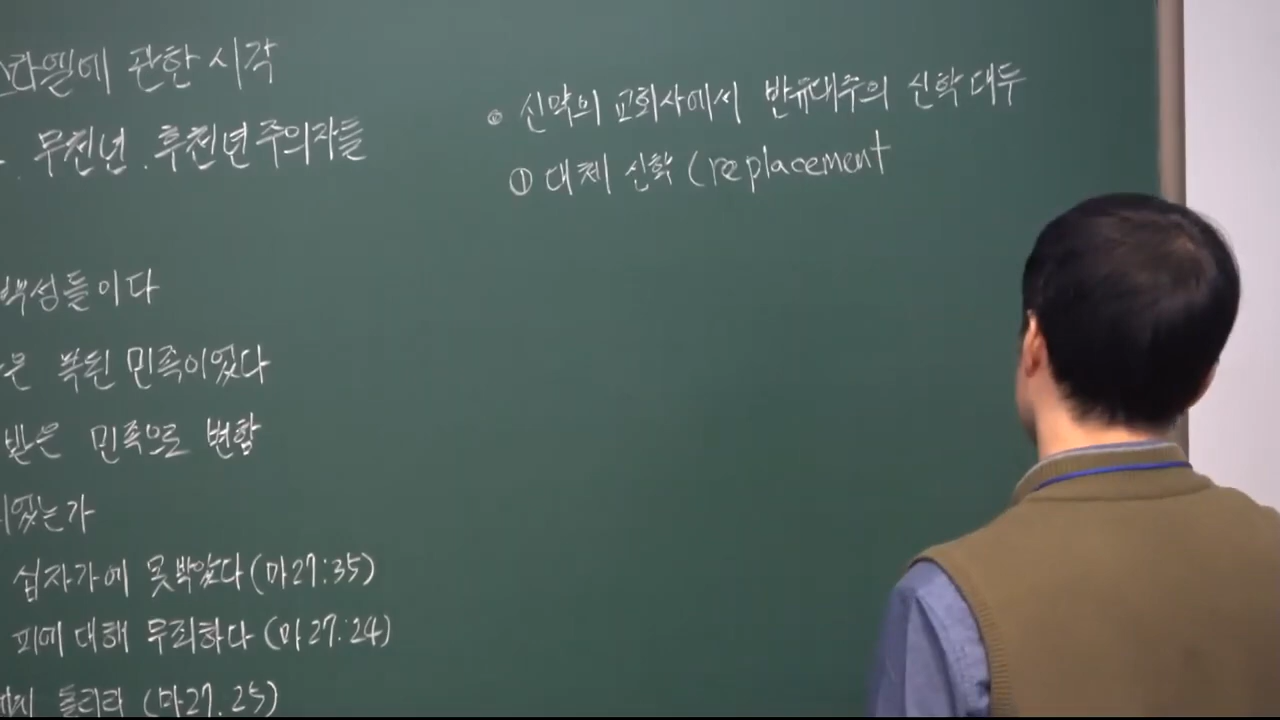 스라엘에 관한 시각
무천년. 후천년주의자들
백성들이다
은 복된 민족이었다
받은 민족으로 변함
되었는가
십자가에 못박았다 (마27:35)
피에 대해 무죄하다 (마27:24)
돌리라 (마27.25)
◎ 신약의 교회사에서 반유대주의 신학 대두
① 대체 신학 (replacement